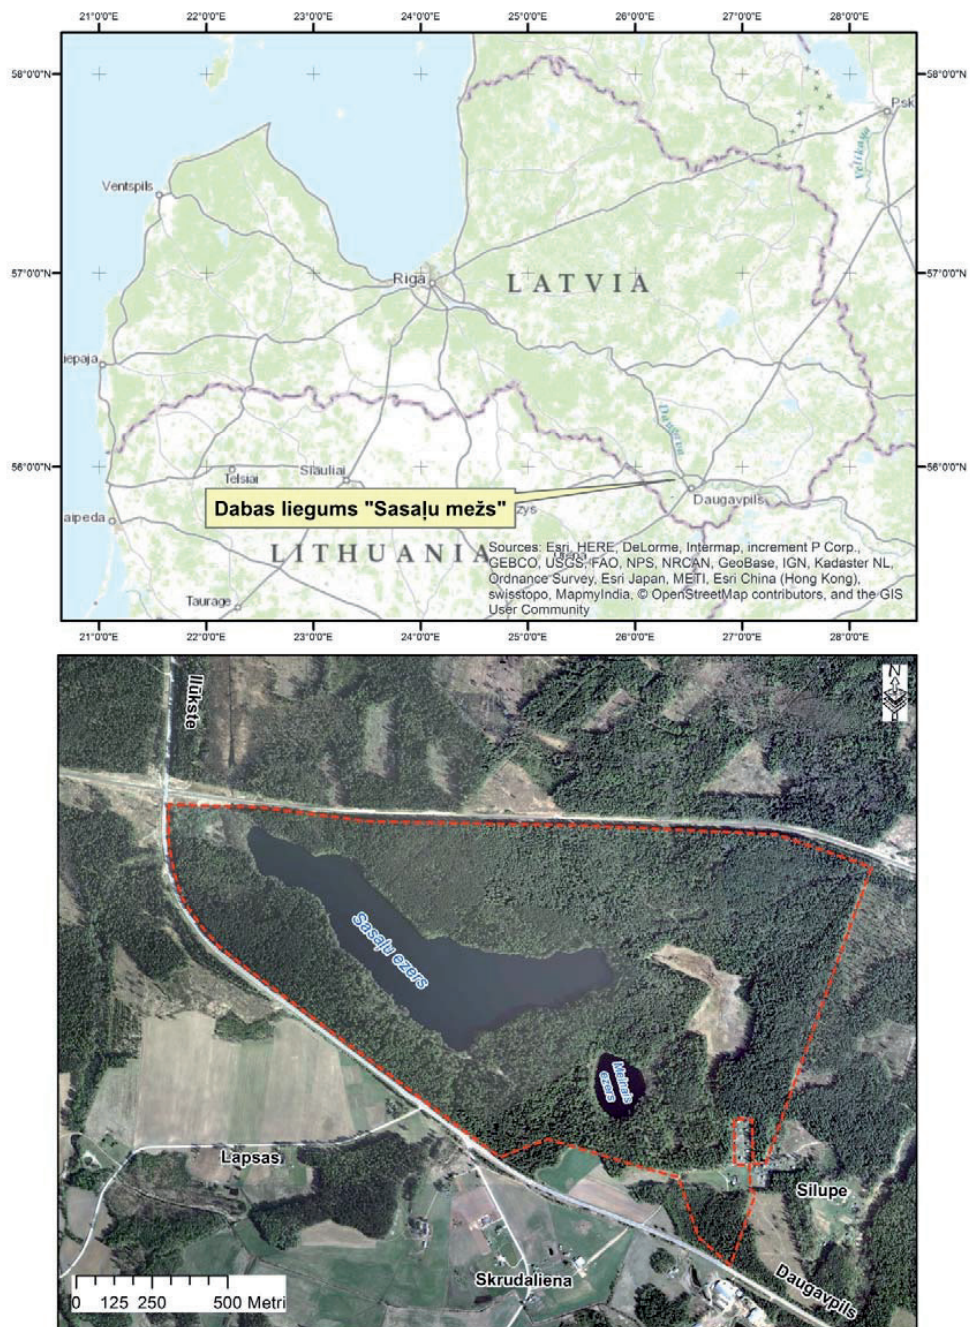 21°0'0"E 22°0'0"E 23°0'0"E 24°0'0"E 25°0'0"E 26°0'0"E 27°0'0"E 28°0'0"E
58°0'0"N 58°0'0"N
Psk
Velikaya
Ventspils
57°0'0"N 57°0'0"N
Riga
LATVIA
iepaja
Daugava
56°0'0"N 56°0'0"N
Telsiai
Siauliai
Daugavpils
Dabas liegums "Sasaļu mežs"
zys
aipeda
LITHUANIA
Sources: Esri, HERE, DeLorme, Intermap, increment P Corp.,
GEBCO, USGS, FAO, NPS, NRCAN, GeoBase, IGN, Kadaster NL,
Ordnance Survey, Esri Japan, METI, Esri China (Hong Kong),
swisstopo, MapmyIndia, © OpenStreetMap contributors, and the GIS
User Community
Taurage
21°0'0"E 22°0'0"E 23°0'0"E 24°0'0"E 25°0'0"E 26°0'0"E 27°0'0"E 28°0'0"E
Ilūkste
N
Sasaļu ezers
Melnais
ezers
Lapsas
Silupe
Skrudaliena
Daugavpils
0 125 250 500 Metri